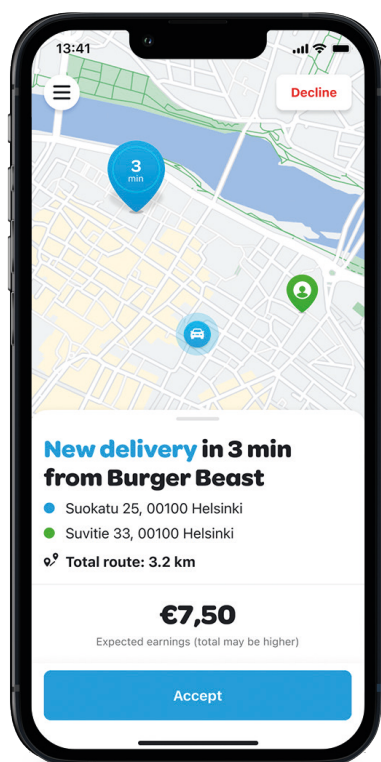 13:41
Decline
3
min
New delivery in 3 min
from Burger Beast
Suokatu 25, 00100 Helsinki
Suvitie 33, 00100 Helsinki
Total route: 3.2 km
€7,50
Expected earnings (total may be higher)
Accept